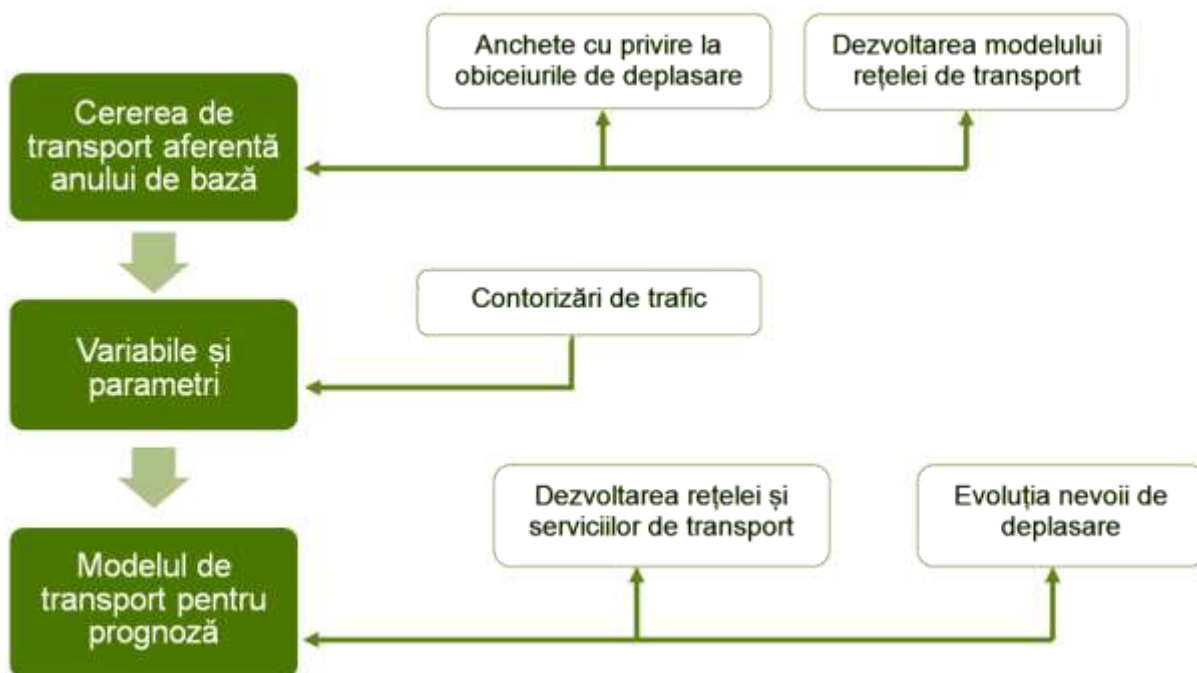 Anchete cu privire la
obiceiurile de deplasare
Dezvoltarea modelului
rețelei de transport
Cererea de
transport aferentă
anului de bază
Contorizări de trafic
Variabile și
parametri
Dezvoltarea rețelei și
serviciilor de transport
Evoluția nevoii de
deplasare
Modelul de
transport pentru
prognoză